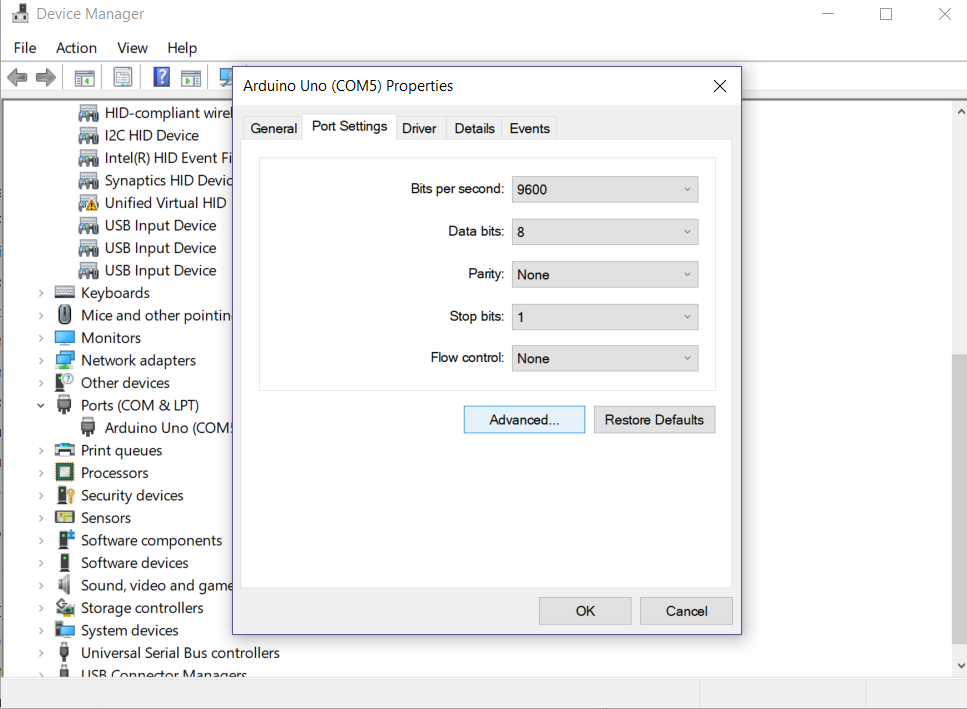 Device Manager
File Action View Help
Arduino Uno (COM5) Properties
General Port Settings Driver Details Events
Bits per second: 9600
Data bits: 8
Parity: None
Stop bits: 1
Flow control: None
Advanced... Restore Defaults
OK Cancel
HID-compliant wirel
I2C HID Device
Intel(R) HID Event Fi
Synaptics HID Devic
Unified Virtual HID
USB Input Device
USB Input Device
USB Input Device
Keyboards
Mice and other pointin
Monitors
Network adapters
Other devices
Ports (COM & LPT)
Arduino Uno (COM5
Print queues
Processors
Security devices
Sensors
Software components
Software devices
Sound, video and game
Storage controllers
System devices
Universal Serial Bus controllers
USB Connector Managers